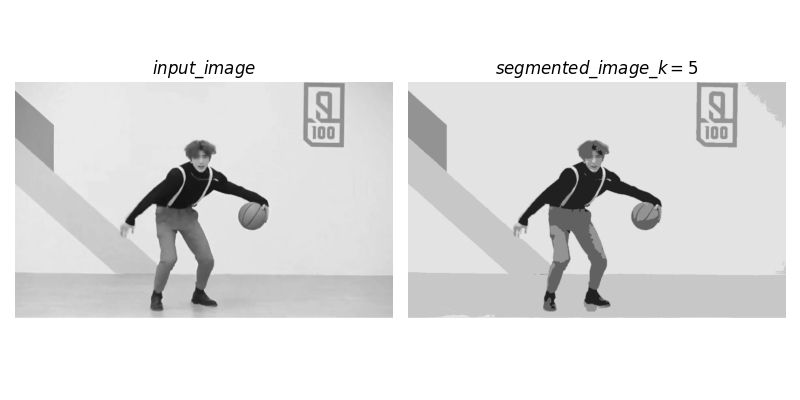 input_image
segmented_image_k = 5
100
100